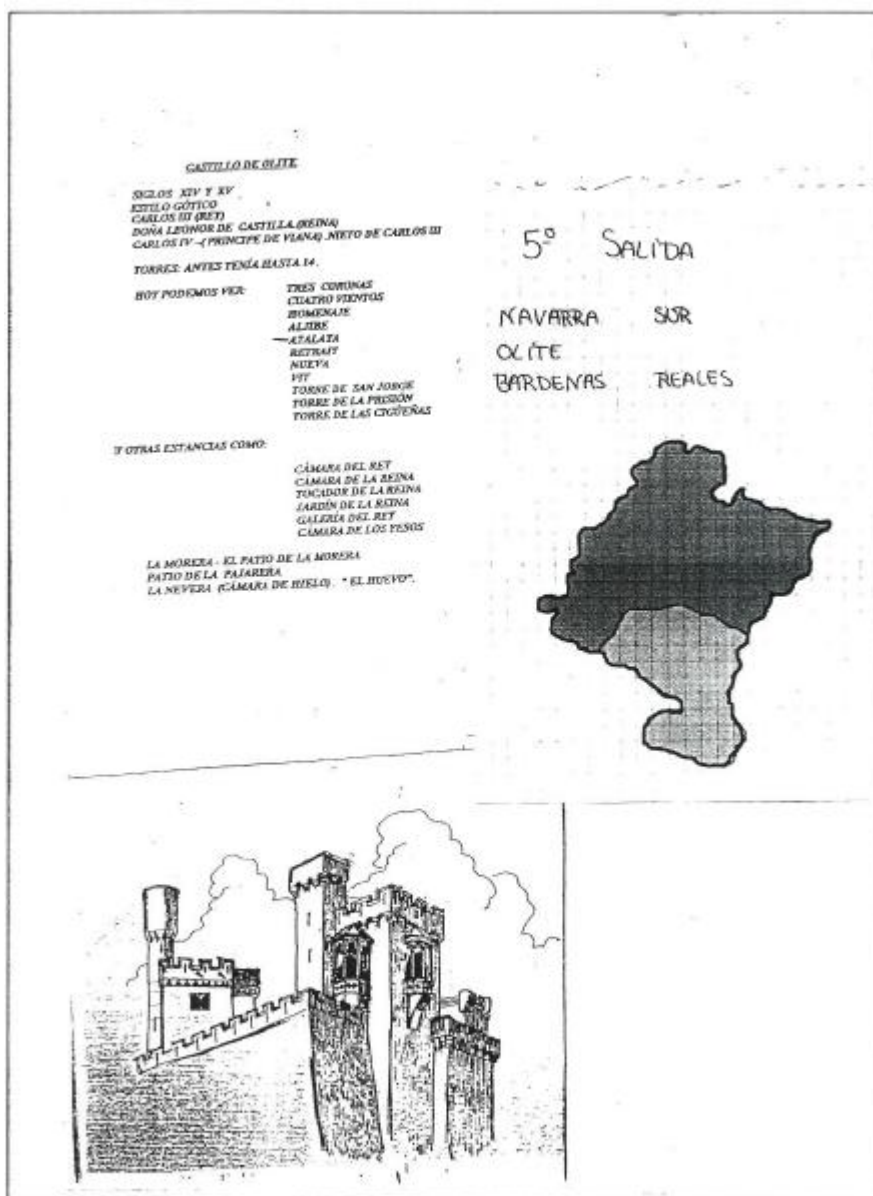 CASTILLO DE OLITE
SIGLOS XIV Y XV
ESTILO GÓTICO
CARLOS III (REY)
DOÑA LEONOR DE CASTILLA (REINA)
CARLOS IV -( PRINCIPE DE VIANA) .NIETO DE CARLOS III
TORRES: ANTES TENÍA HASTA 14 .
HOY PODEMOS VER: TRES CORONAS
CUATRO VIENTOS
HOMENAJE
ALJIBE
ATALAYA
RETRAIT
NUEVA
VIT
TORRE DE SAN JORGE
TORRE DE LA PRISIÓN
TORRE DE LAS CIGÜEÑAS
Y OTRAS ESTANCIAS COMO:
CÁMARA DEL REY
CÁMARA DE LA REINA
TOCADOR DE LA REINA
JARDÍN DE LA REINA
GALERÍA DEL REY
CÁMARA DE LOS YESOS
LA MORERA - EL PATIO DE LA MORERA
PATIO DE LA PAJARERA
LA NEVERA (CÁMARA DE HIELO) . " EL HUEVO".
5º SALIDA
NAVARRA SUR
OLITE
BARDENAS REALES